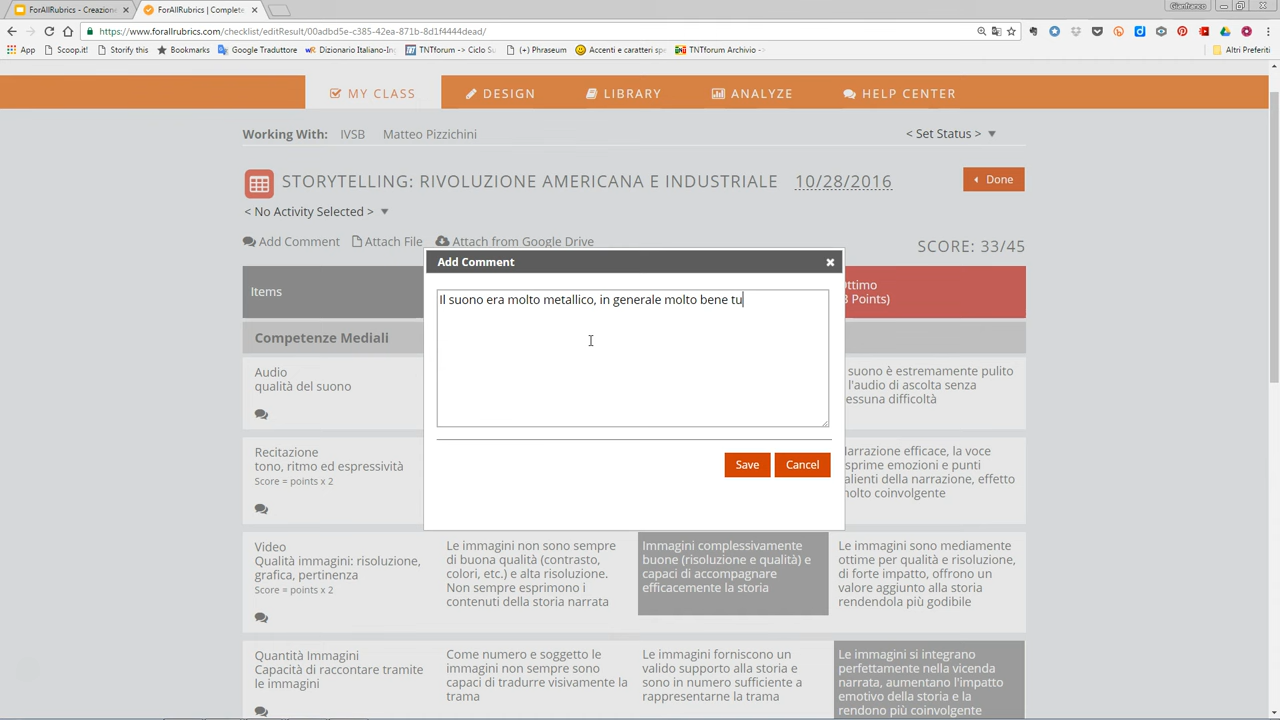 ForAllRubrics - Creazione
ForAllRubrics | Complete
Gianfranco
https://www.forallrubrics.com/checklist/editResult/00adbd5e-c385-42ea-871b-8d1f4444dead/
App
Scoop.it!
Storify this
Bookmarks
Google Traduttore
Dizionario Italiano-In
TNTforum -> Ciclo Su
(+) Phraseum
Accenti e caratteri spe
TNTforum Archivio -
Altri Preferiti
MY CLASS
DESIGN
LIBRARY
ANALYZE
HELP CENTER
Working With: IVSB Matteo Pizzichini
< Set Status >
STORYTELLING: RIVOLUZIONE AMERICANA E INDUSTRIALE 10/28/2016
Done
< No Activity Selected >
Add Comment
Attach File
Attach from Google Drive
SCORE: 33/45
Add Comment
Il suono era molto metallico, in generale molto bene tu
Save
Cancel
Items
ttimo
Points)
Competenze Mediali
Audio
qualità del suono
suono è estremamente pulito
l'audio di ascolta senza
essuna difficoltà
Recitazione
tono, ritmo ed espressività
Score = points x 2
arrazione efficace, la voce
sprime emozioni e punti
alienti della narrazione, effetto
olto coinvolgente
Video
Qualità immagini: risoluzione,
grafica, pertinenza
Score = points x 2
Le immagini non sono sempre
di buona qualità (contrasto,
colori, etc.) e alta risoluzione.
Non sempre esprimono i
contenuti della storia narrata
Immagini complessivamente
buone (risoluzione e qualità) e
capaci di accompagnare
efficacemente la storia
Le immagini sono mediamente
ottime per qualità e risoluzione,
di forte impatto, offrono un
valore aggiunto alla storia
rendendola più godibile
Quantità Immagini
Capacità di raccontare tramite
le immagini
Come numero e soggetto le
immagini non sempre sono
capaci di tradurre visivamente la
trama
Le immagini forniscono un
valido supporto alla storia e
sono in numero sufficiente a
rappresentarne la trama
Le immagini si integrano
perfettamente nella vicenda
narrata, aumentano l'impatto
emotivo della storia e la
rendono più coinvolgente